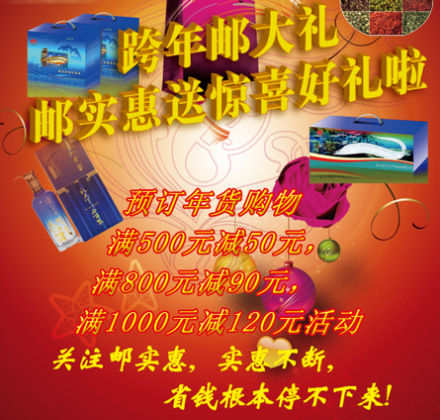 跨年邮大礼
邮实惠送惊喜好礼啦
预订年货购物
满500元减50元，
满800元减90元，
满1000元减120元活动
关注邮实惠，实惠不断，
省钱根本停不下来！